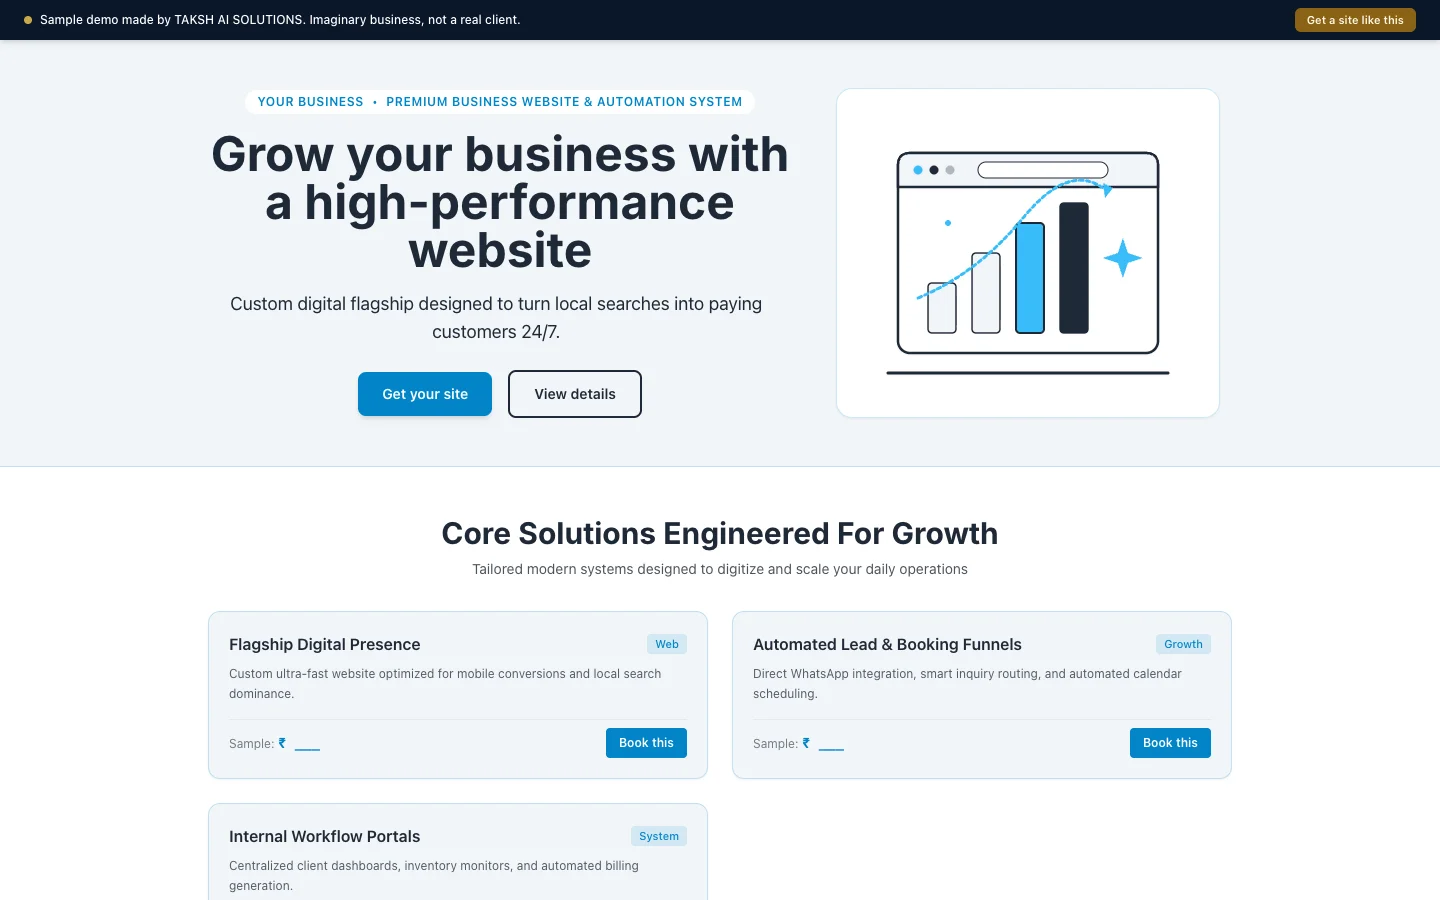 Sample demo made by TAKSH AI SOLUTIONS. Imaginary business, not a real client.
Get a site like this
YOUR BUSINESS • PREMIUM BUSINESS WEBSITE & AUTOMATION SYSTEM
Grow your business with
a high-performance
website
Custom digital flagship designed to turn local searches into paying
customers 24/7.
Get your site
View details
Core Solutions Engineered For Growth
Tailored modern systems designed to digitize and scale your daily operations
Flagship Digital Presence
Web
Custom ultra-fast website optimized for mobile conversions and local search
dominance.
Sample: ₹ ____
Book this
Automated Lead & Booking Funnels
Growth
Direct WhatsApp integration, smart inquiry routing, and automated calendar
scheduling.
Sample: ₹ ____
Book this
Internal Workflow Portals
System
Centralized client dashboards, inventory monitors, and automated billing
generation.